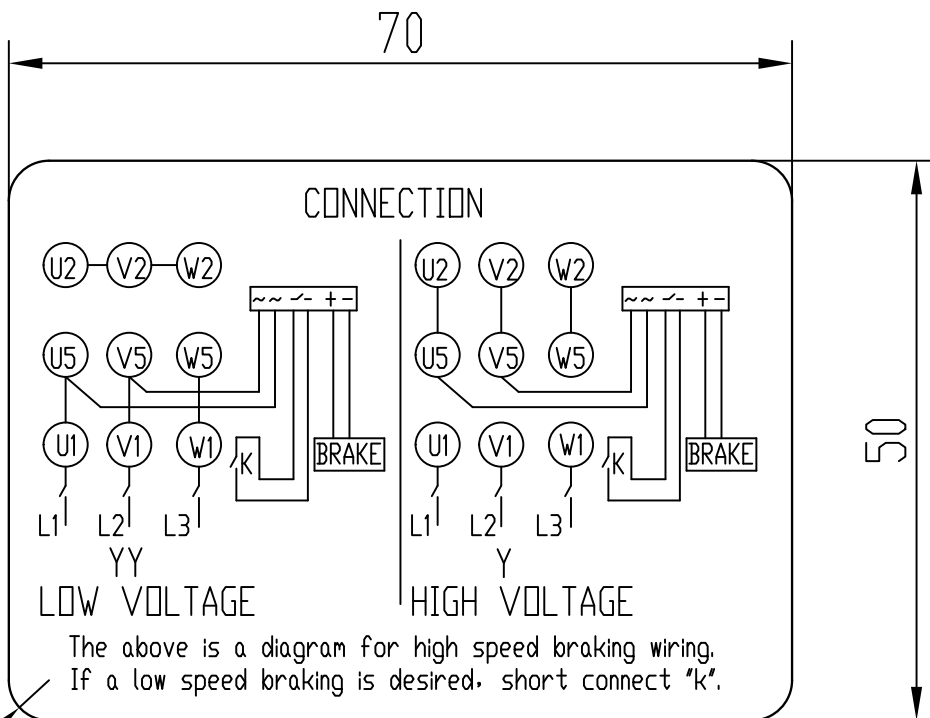 70
CONNECTION
U2 V2 W2 U2 V2 W2
~ ~ + - ~ ~ + -
U5 V5 W5 U5 V5 W5
U1 V1 W1 K BRAKE U1 V1 W1 K BRAKE
50
L1 L2 L3 L1 L2 L3
YY Y
LOW VOLTAGE HIGH VOLTAGE
The above is a diagram for high speed braking wiring.
If a low speed braking is desired, short connect "k".